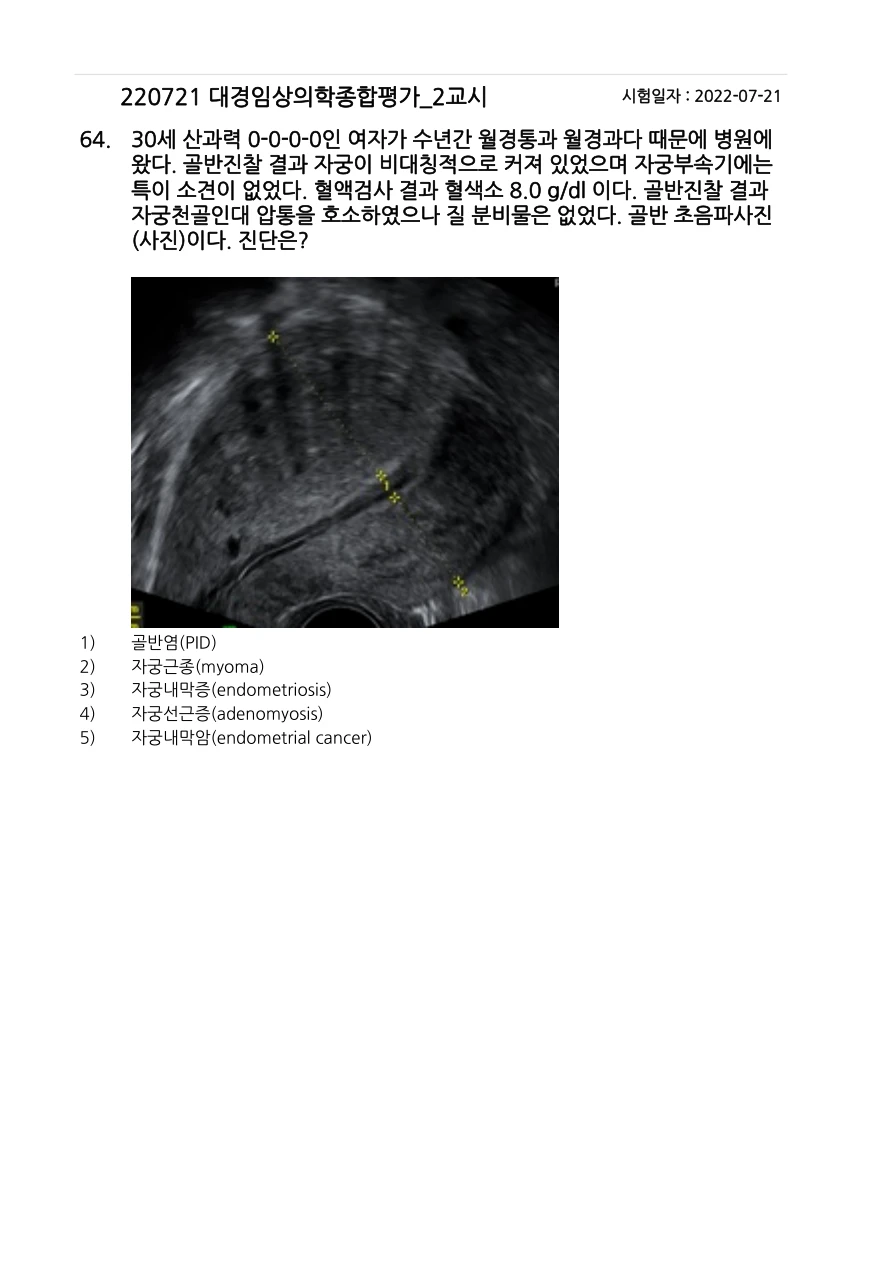 220721 대경임상의학종합평가_2교시
시험일자 : 2022-07-21
64. 30세 산과력 0-0-0-0인 여자가 수년간 월경통과 월경과다 때문에 병원에
왔다. 골반진찰 결과 자궁이 비대칭적으로 커져 있었으며 자궁부속기에는
특이 소견이 없었다. 혈액검사 결과 혈색소 8.0 g/dl 이다. 골반진찰 결과
자궁천골인대 압통을 호소하였으나 질 분비물은 없었다. 골반 초음파사진
(사진)이다. 진단은?
1
2
1) 골반염(PID)
2) 자궁근종(myoma)
3) 자궁내막증(endometriosis)
4) 자궁선근증(adenomyosis)
5) 자궁내막암(endometrial cancer)